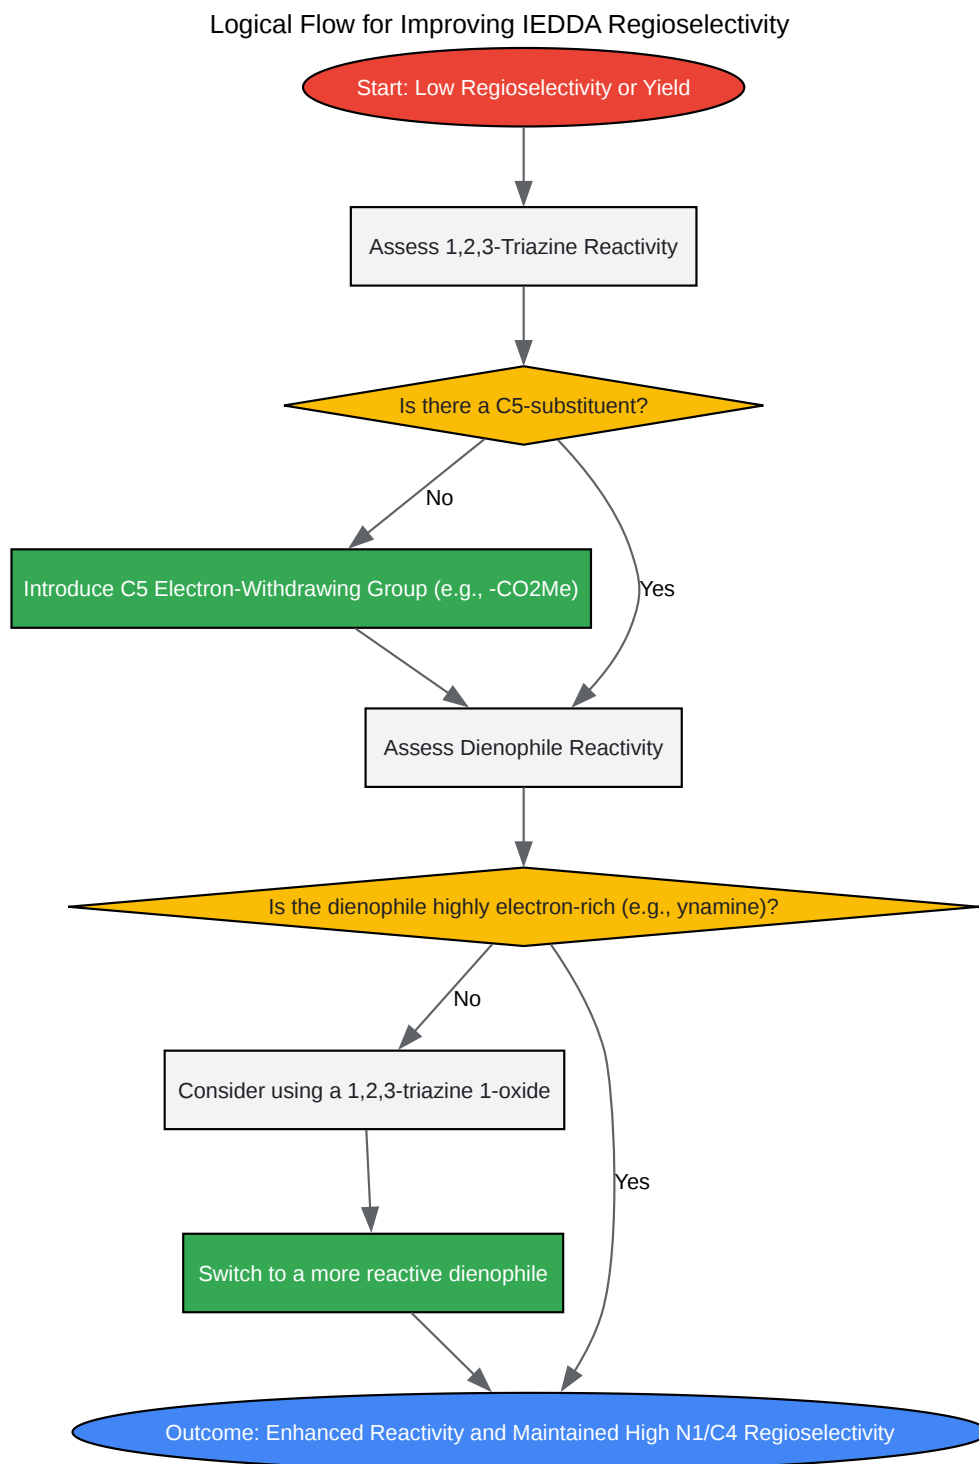 Logical Flow for Improving IEDDA Regioselectivity
Start: Low Regioselectivity or Yield
Assess 1,2,3-Triazine Reactivity
Is there a C5-substituent?
No
Introduce C5 Electron-Withdrawing Group (e.g., -CO2Me)
Yes
Assess Dienophile Reactivity
Is the dienophile highly electron-rich (e.g., ynamine)?
No
Consider using a 1,2,3-triazine 1-oxide
Yes
Switch to a more reactive dienophile
Outcome: Enhanced Reactivity and Maintained High N1/C4 Regioselectivity